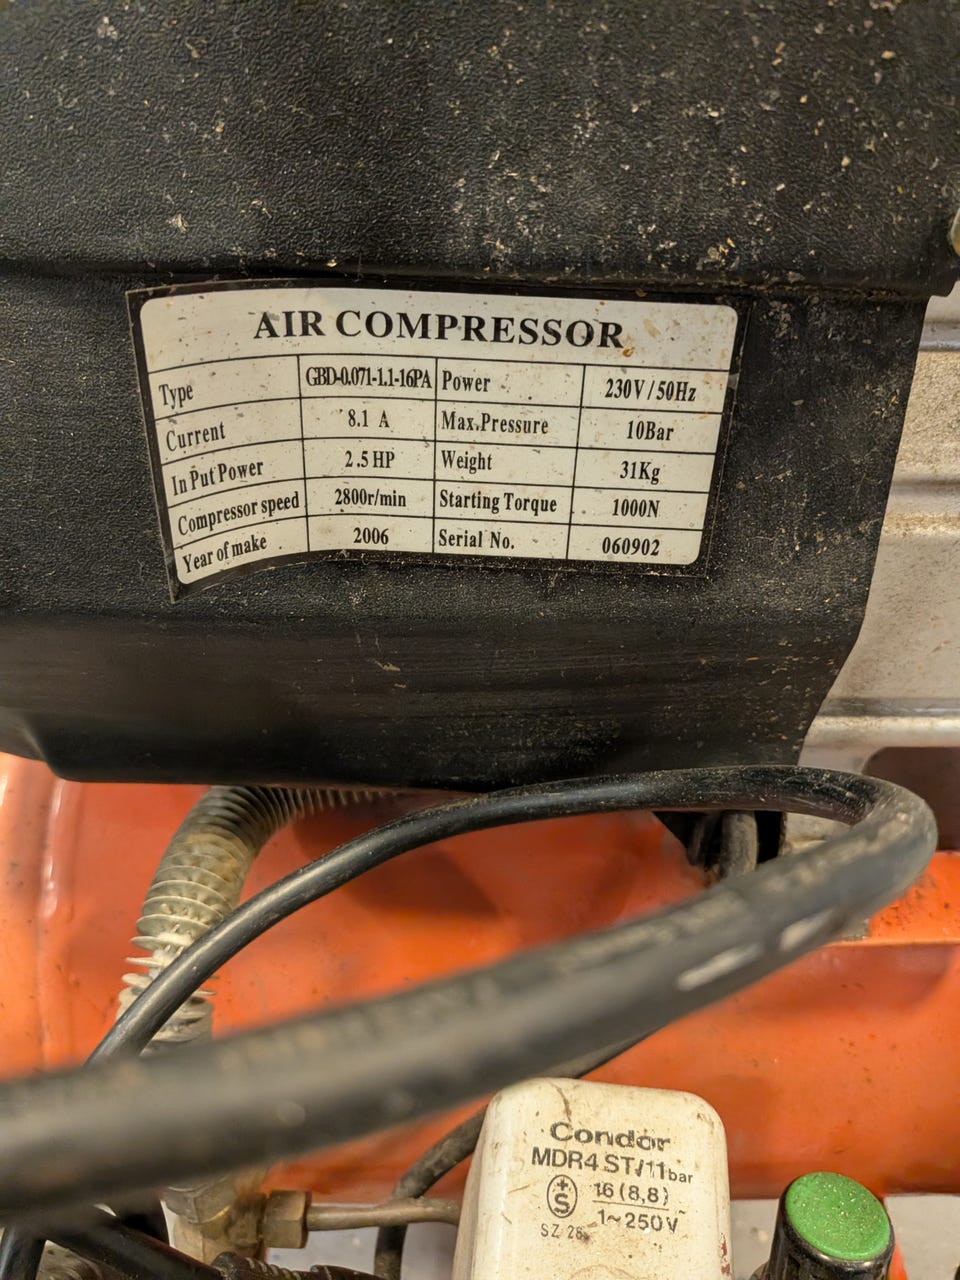 AIR COMPRESSOR
Type GBD-0.071-1.1-16PA Power 230V / 50Hz
Current 8.1 A Max.Pressure 10Bar
In Put Power 2.5 HP Weight 31Kg
Compressor speed 2800r/min Starting Torque 1000N
Year of make 2006 Serial No. 060902
Condor
MDR4 ST/11bar
+S 16 (8,8)
1~250V
SZ 26